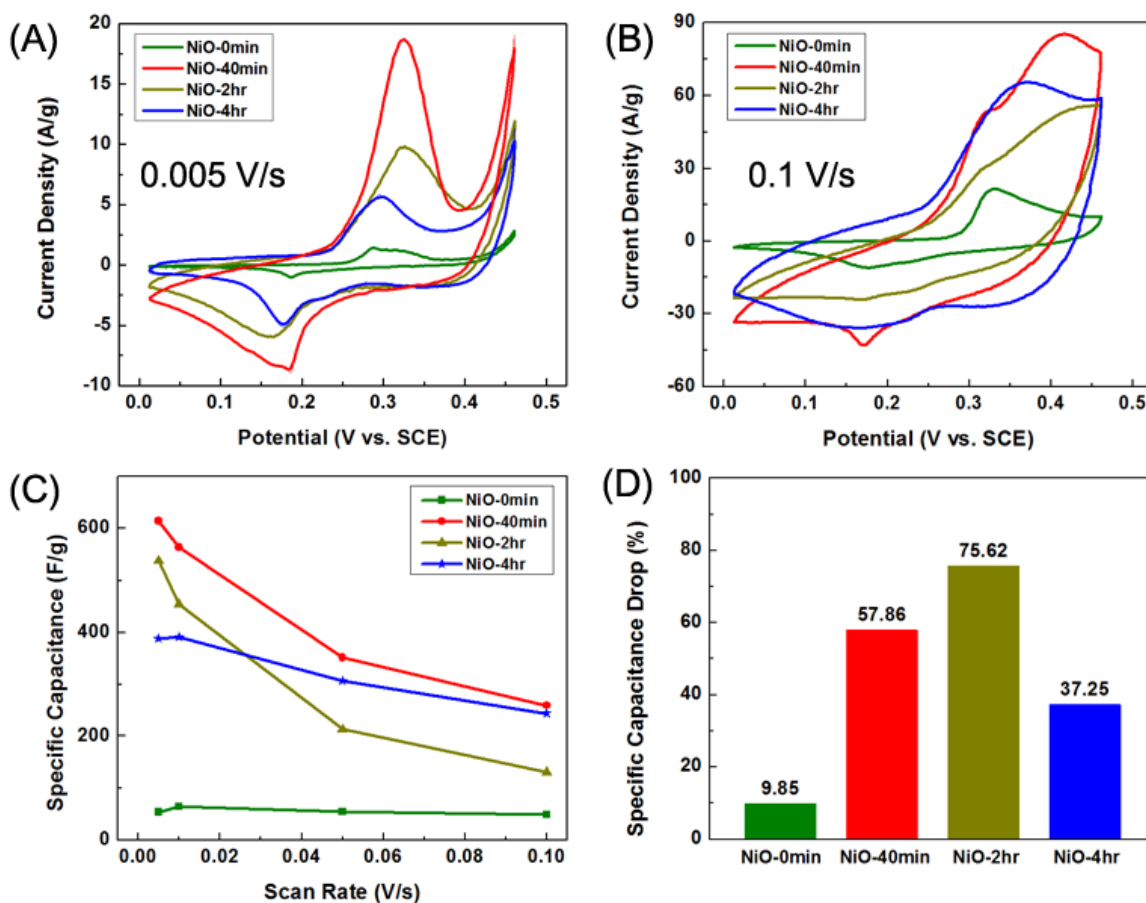 (A)
NiO-0min
NiO-40min
NiO-2hr
NiO-4hr
0.005 V/s
20
15
10
5
0
-5
-10
Current Density (A/g)
0.0 0.1 0.2 0.3 0.4 0.5
Potential (V vs. SCE)
(B)
NiO-0min
NiO-40min
NiO-2hr
NiO-4hr
0.1 V/s
90
60
30
0
-30
-60
Current Density (A/g)
0.0 0.1 0.2 0.3 0.4 0.5
Potential (V vs. SCE)
(C)
NiO-0min
NiO-40min
NiO-2hr
NiO-4hr
600
400
200
0
Specific Capacitance (F/g)
0.00 0.02 0.04 0.06 0.08 0.10
Scan Rate (V/s)
(D)
100
80
60
40
20
0
Specific Capacitance Drop (%)
9.85
57.86
75.62
37.25
NiO-0min NiO-40min NiO-2hr NiO-4hr